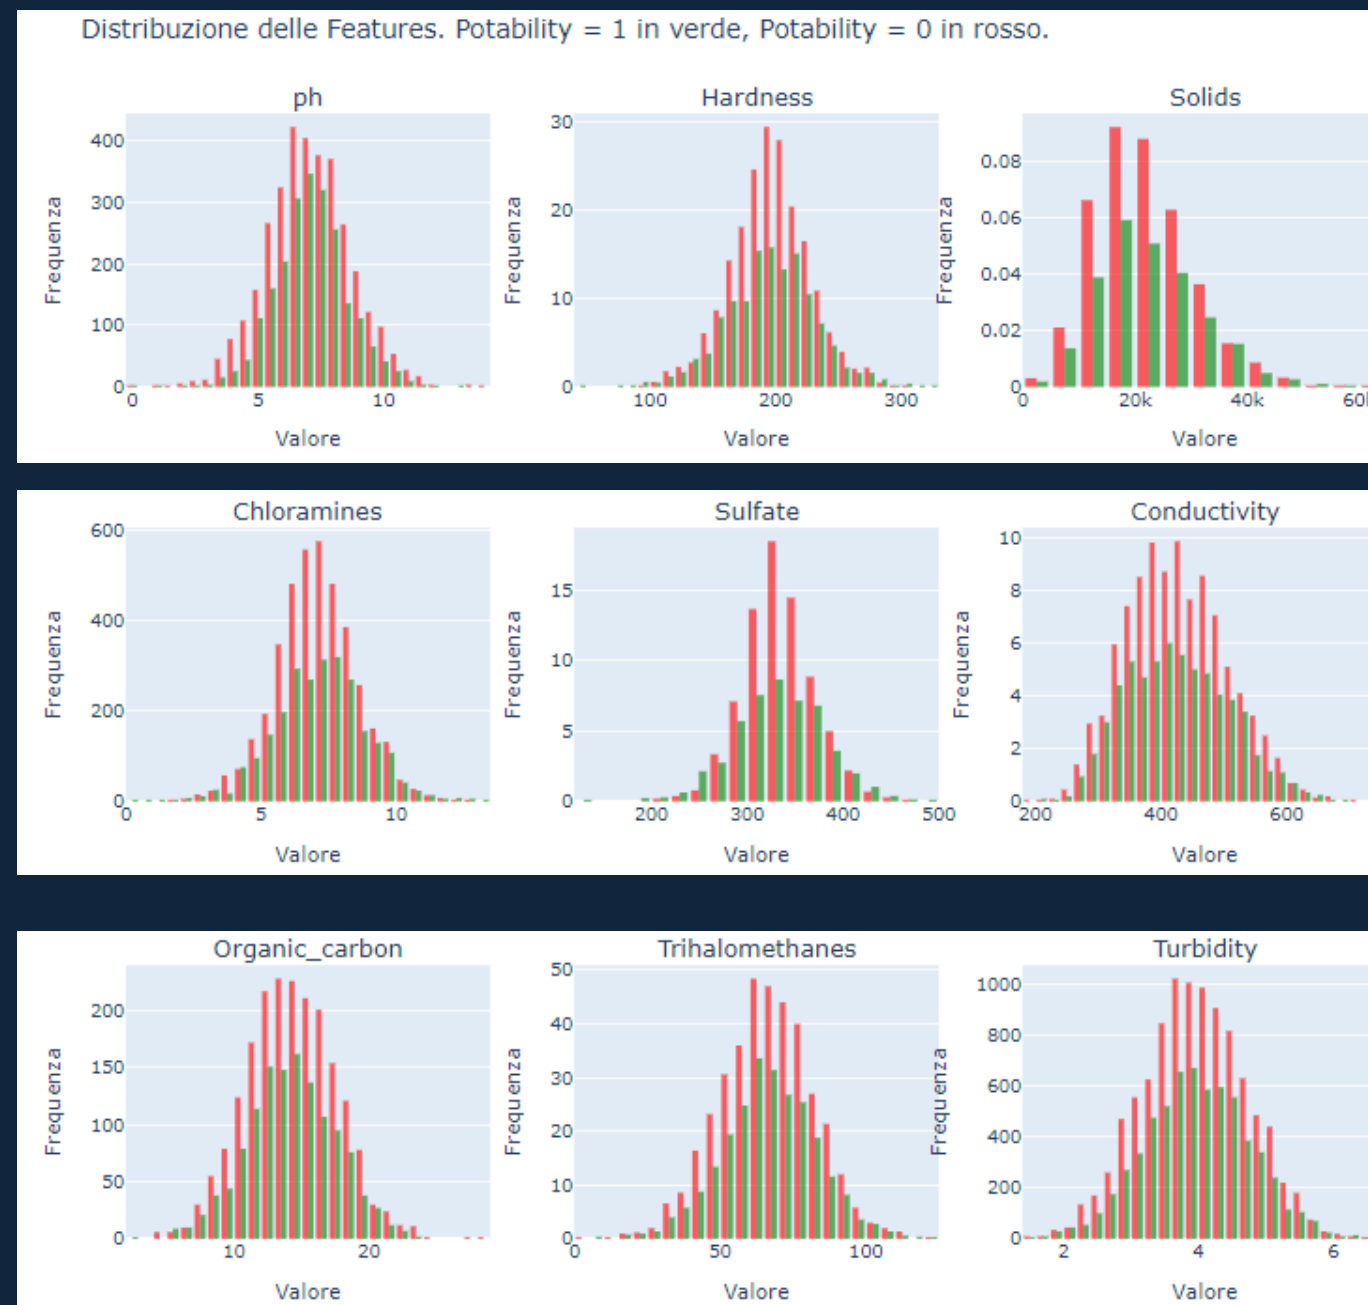 Distribuzione delle Features. Potability = 1 in verde, Potability = 0 in rosso.
ph Hardness Solids
400 300 200 100 0
Frequenza
0 5 10
Valore
30 20 10 0
Frequenza
100 200 300
Valore
0.08 0.06 0.04 0.02 0
Frequenza
0 20k 40k
Valore
Chloramines Sulfate Conductivity
600 400 200 0
Frequenza
0 5 10
Valore
15 10 5 0
Frequenza
200 300 400 500
Valore
10 8 6 4 2 0
Frequenza
200 400 600
Valore
Organic_carbon Trihalomethanes Turbidity
200 150 100 50 0
Frequenza
10 20
Valore
50 40 30 20 10 0
Frequenza
0 50 100
Valore
1000 800 600 400 200 0
Frequenza
2 4 6
Valore